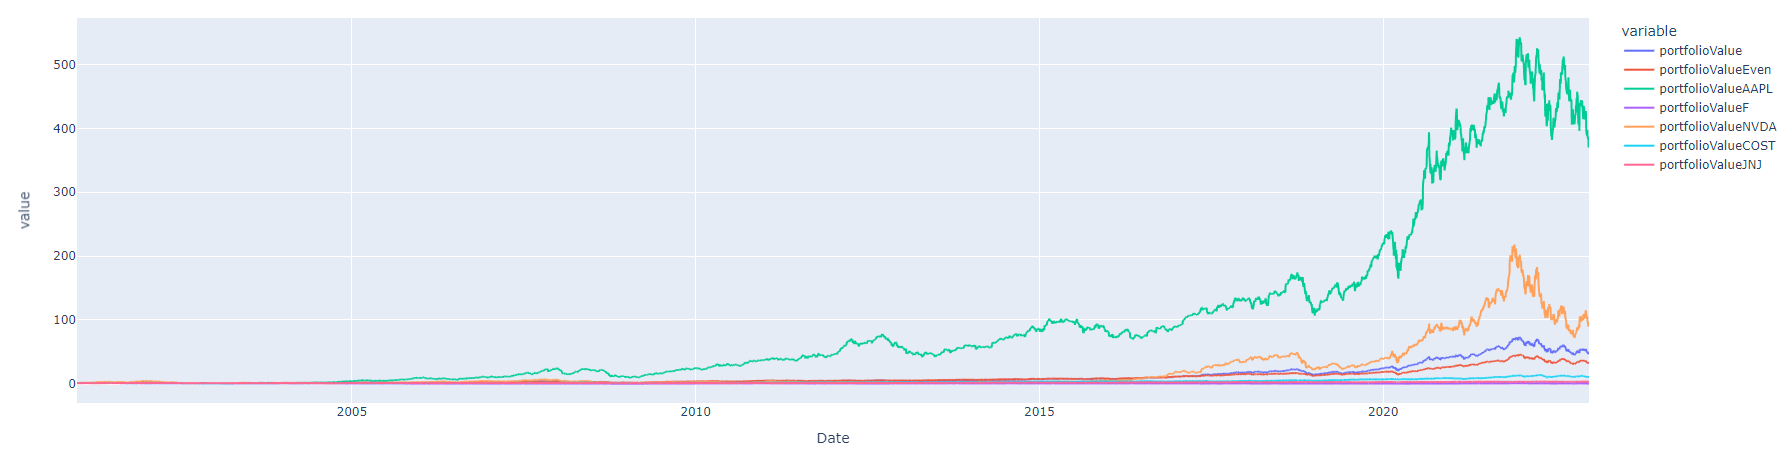 variable
portfolioValue
portfolioValueEven
portfolioValueAAPL
portfolioValueF
portfolioValueNVDA
portfolioValueCOST
portfolioValueJNJ
value
500
400
300
200
100
0
2005
2010
2015
2020
Date